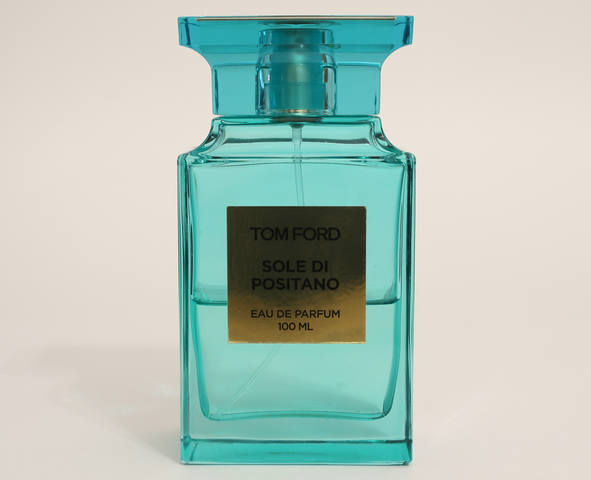 TOM FORD
SOLE DI
POSITANO
EAU DE PARFUM
100 ML